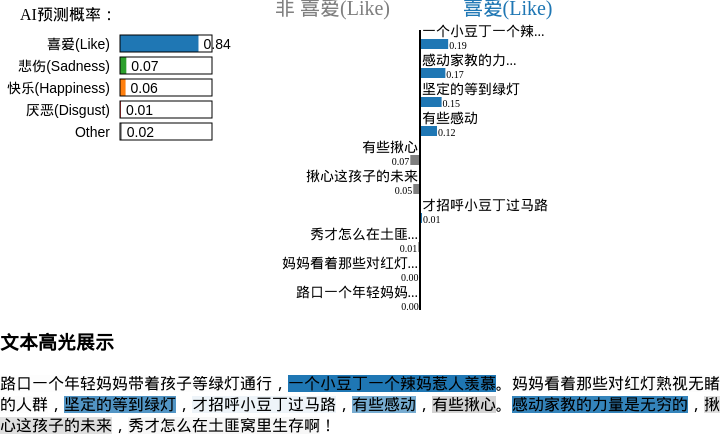 AI预测概率：
喜爱(Like) 0.84
悲伤(Sadness) 0.07
快乐(Happiness) 0.06
厌恶(Disgust) 0.01
Other 0.02
非 喜爱(Like) 喜爱(Like)
一个小豆丁一个辣...
0.19
感动家教的力...
0.17
坚定的等到绿灯
0.15
有些感动
0.12
有些揪心
0.07
揪心这孩子的未来
0.05
才招呼小豆丁过马路
0.01
秀才怎么在土匪...
0.01
妈妈看着那些对红灯...
0.00
路口一个年轻妈妈...
0.00
文本高光展示
路口一个年轻妈妈带着孩子等绿灯通行，一个小豆丁一个辣妈惹人羡慕。妈妈看着那些对红灯熟视无睹
的人群，坚定的等到绿灯，才招呼小豆丁过马路，有些感动，有些揪心。感动家教的力量是无穷的，揪
心这孩子的未来，秀才怎么在土匪窝里生存啊！